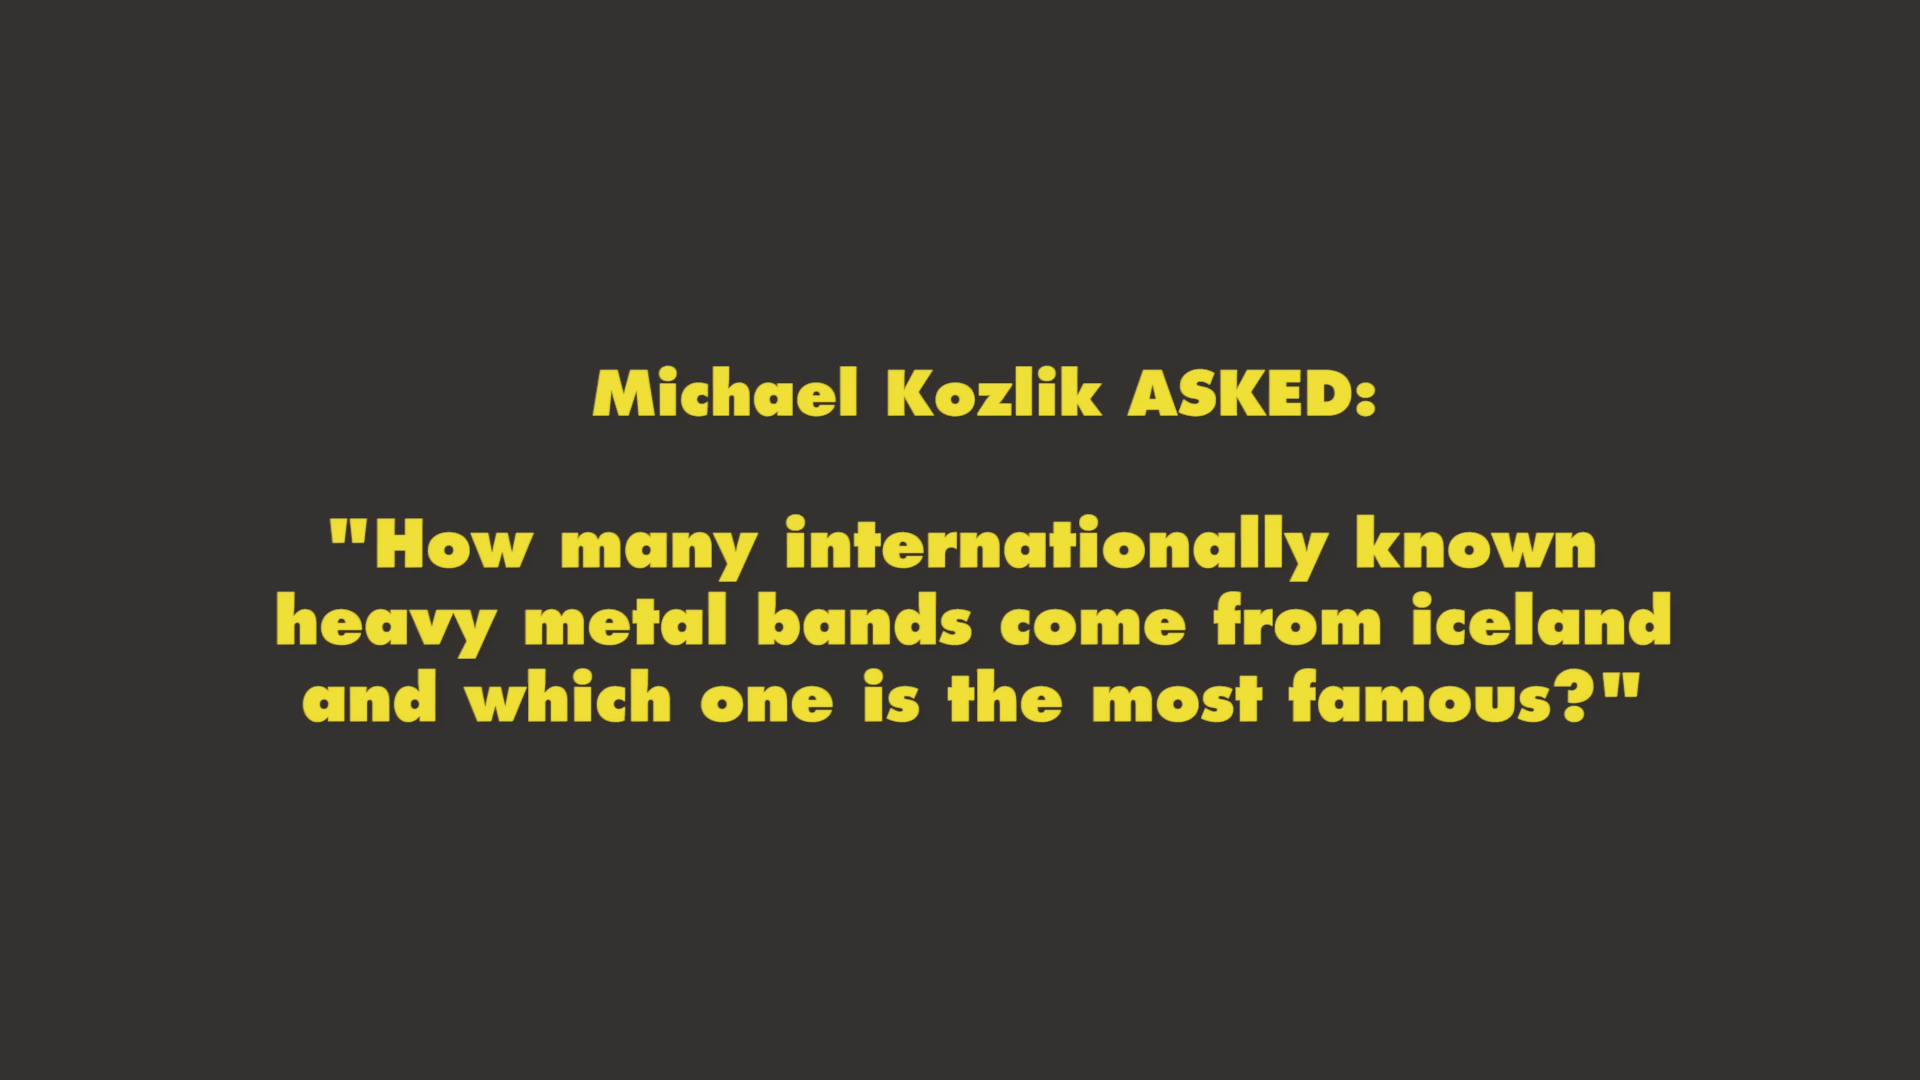 Michael Kozlik ASKED:
"How many internationally known
heavy metal bands come from iceland
and which one is the most famous?"